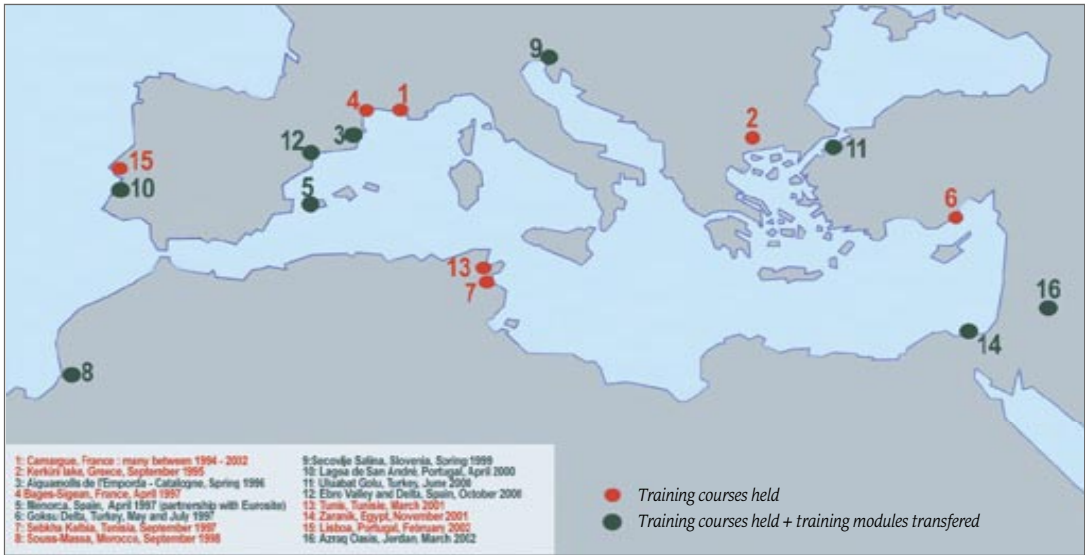 9
4
1
2
12
3
11
15
10
5
6
13
7
16
14
8
1: Camargue, France : many between 1994 - 2002
2: Kerkini lake, Greece, September 1995
3: Aiguamolls de l'Emporda - Catalogne, Spring 1996
4 Bages-Sigean, France, April 1997
5: Menorca, Spain, April 1997 (partnership with Eurosite)
6: Goksu Delta, Turkey, May and July 1997
7: Sebkha Kelbia, Tunisia, September 1997
8: Souss-Massa, Morocco, September 1998
9:Secovlje Salina, Slovenia, Spring 1999
10: Lagoa de San André, Portugal, April 2000
11: Uluabat Golu, Turkey, June 2000
12: Ebro Valley and Delta, Spain, October 2000
13: Tunis, Tunisie, March 2001
14: Zaranik, Egypt, November 2001
15: Lisboa, Portugal, February 2002
16: Azraq Oasis, Jordan, March 2002
Training courses held
Training courses held + training modules transfered